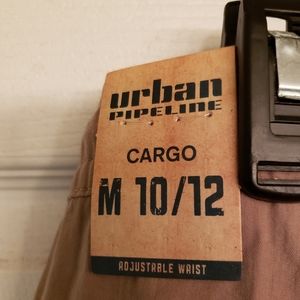 urban
PIPELINE
CARGO
M 10/12
ADJUSTABLE WAIST